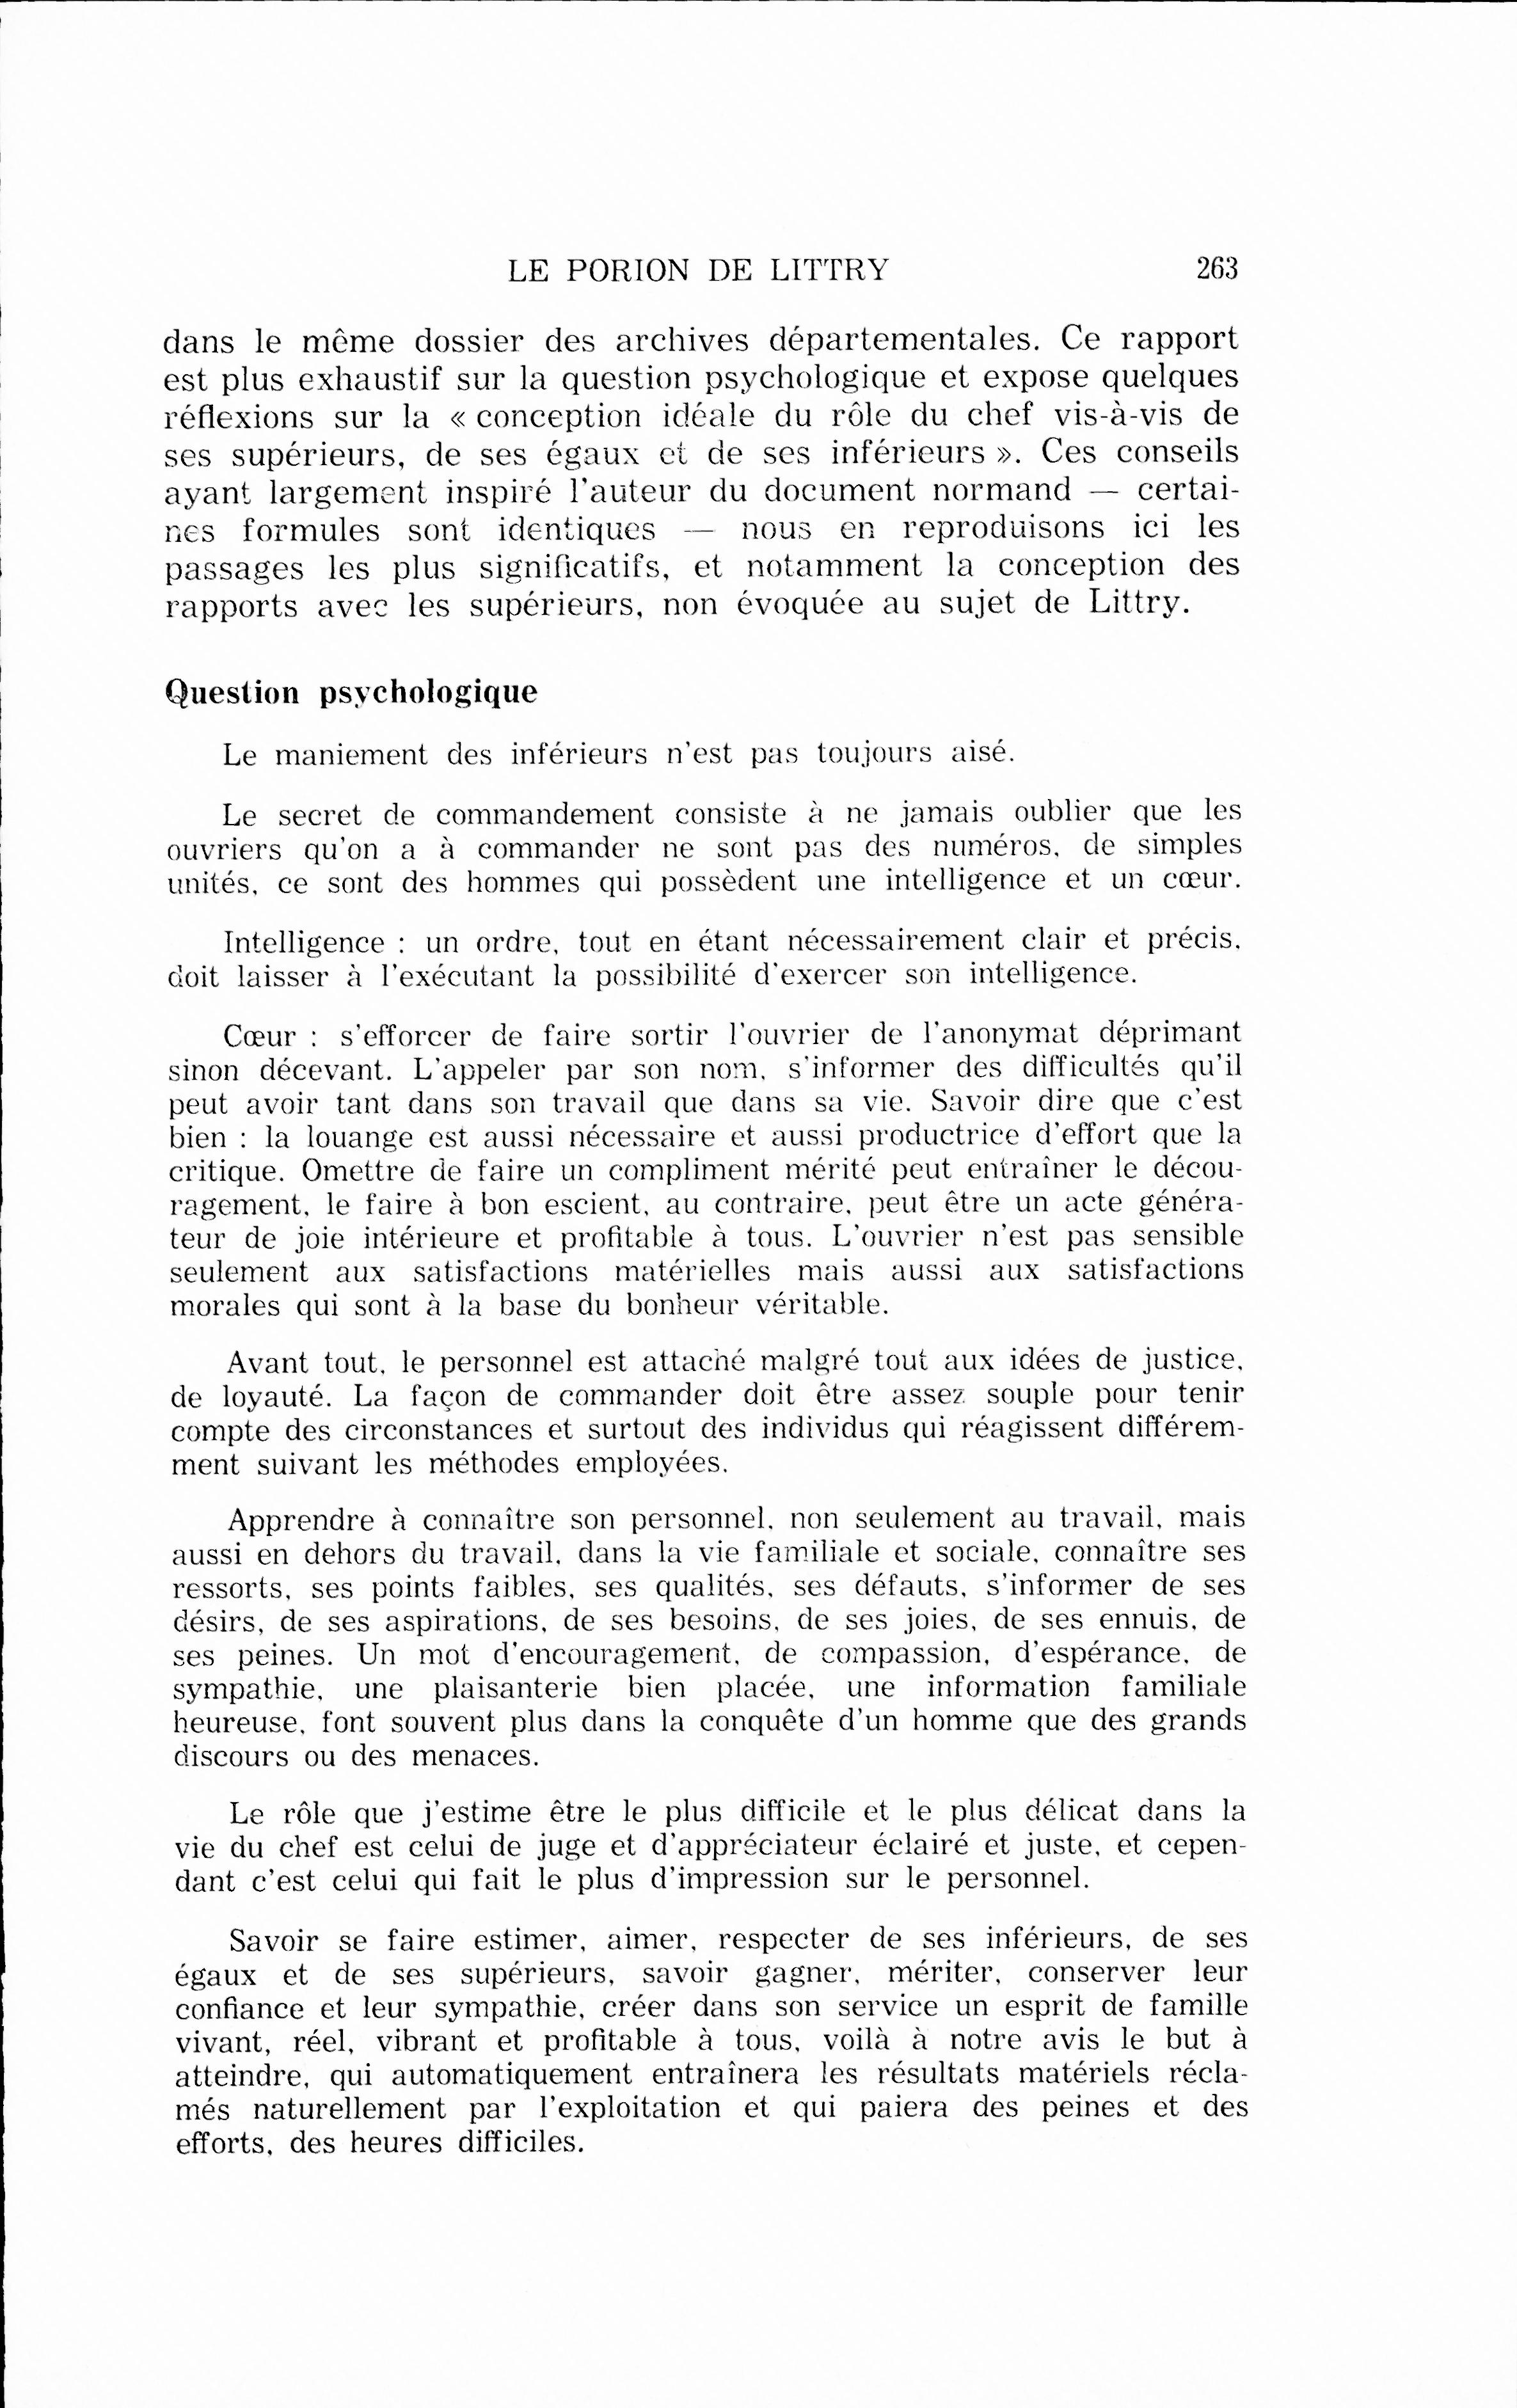 LE PORION DE LITTRY 263
dans le même dossier des archives départementales. Ce rapport
est plus exhaustif sur la question psychologique et expose quelques
réflexions sur la « conception idéale du rôle du chef vis-à-vis de
ses supérieurs, de ses égaux et de ses inférieurs ». Ces conseils
ayant largement inspiré l'auteur du document normand — certai-
nes formules sont identiques — nous en reproduisons ici les
passages les plus significatifs, et notamment la conception des
rapports avec les supérieurs, non évoquée au sujet de Littry.
Question psychologique
Le maniement des inférieurs n'est pas toujours aisé.
Le secret de commandement consiste à ne jamais oublier que les
ouvriers qu'on a à commander ne sont pas des numéros, de simples
unités, ce sont des hommes qui possèdent une intelligence et un cœur.
Intelligence : un ordre, tout en étant nécessairement clair et précis,
doit laisser à l'exécutant la possibilité d'exercer son intelligence.
Cœur : s'efforcer de faire sortir l'ouvrier de l'anonymat déprimant
sinon décevant. L'appeler par son nom, s'informer des difficultés qu'il
peut avoir tant dans son travail que dans sa vie. Savoir dire que c'est
bien : la louange est aussi nécessaire et aussi productrice d'effort que la
critique. Omettre de faire un compliment mérité peut entraîner le décou-
ragement, le faire à bon escient, au contraire, peut être un acte généra-
teur de joie intérieure et profitable à tous. L'ouvrier n'est pas sensible
seulement aux satisfactions matérielles mais aussi aux satisfactions
morales qui sont à la base du bonheur véritable.
Avant tout, le personnel est attaché malgré tout aux idées de justice,
de loyauté. La façon de commander doit être assez souple pour tenir
compte des circonstances et surtout des individus qui réagissent différem-
ment suivant les méthodes employées.
Apprendre à connaître son personnel, non seulement au travail, mais
aussi en dehors du travail, dans la vie familiale et sociale, connaître ses
ressorts, ses points faibles, ses qualités, ses défauts, s'informer de ses
désirs, de ses aspirations, de ses besoins, de ses joies, de ses ennuis, de
ses peines. Un mot d'encouragement, de compassion, d'espérance, de
sympathie, une plaisanterie bien placée, une information familiale
heureuse, font souvent plus dans la conquête d'un homme que des grands
discours ou des menaces.
Le rôle que j'estime être le plus difficile et le plus délicat dans la
vie du chef est celui de juge et d'appréciateur éclairé et juste, et cepen-
dant c'est celui qui fait le plus d'impression sur le personnel.
Savoir se faire estimer, aimer, respecter de ses inférieurs, de ses
égaux et de ses supérieurs, savoir gagner, mériter, conserver leur
confiance et leur sympathie, créer dans son service un esprit de famille
vivant, réel, vibrant et profitable à tous, voilà à notre avis le but à
atteindre, qui automatiquement entraînera les résultats matériels récla-
més naturellement par l'exploitation et qui paiera des peines et des
efforts, des heures difficiles.